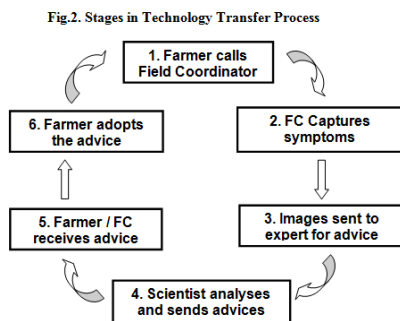 Fig.2. Stages in Technology Transfer Process
1. Farmer calls
Field Coordinator
2. FC Captures
symptoms
3. Images sent to
expert for advice
4. Scientist analyses
and sends advices
5. Farmer / FC
receives advice
6. Farmer adopts
the advice